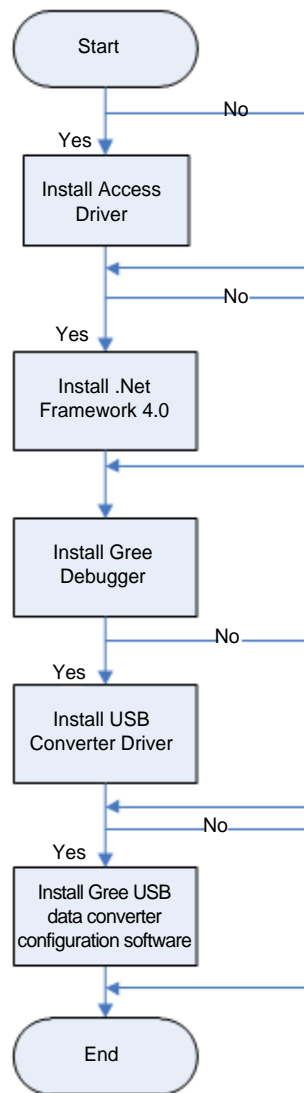 Start
No
Yes
Install Access
Driver
No
Yes
Install .Net
Framework 4.0
Install Gree
Debugger
No
Yes
Install USB
Converter Driver
No
Yes
Install Gree USB
data converter
configuration software
End